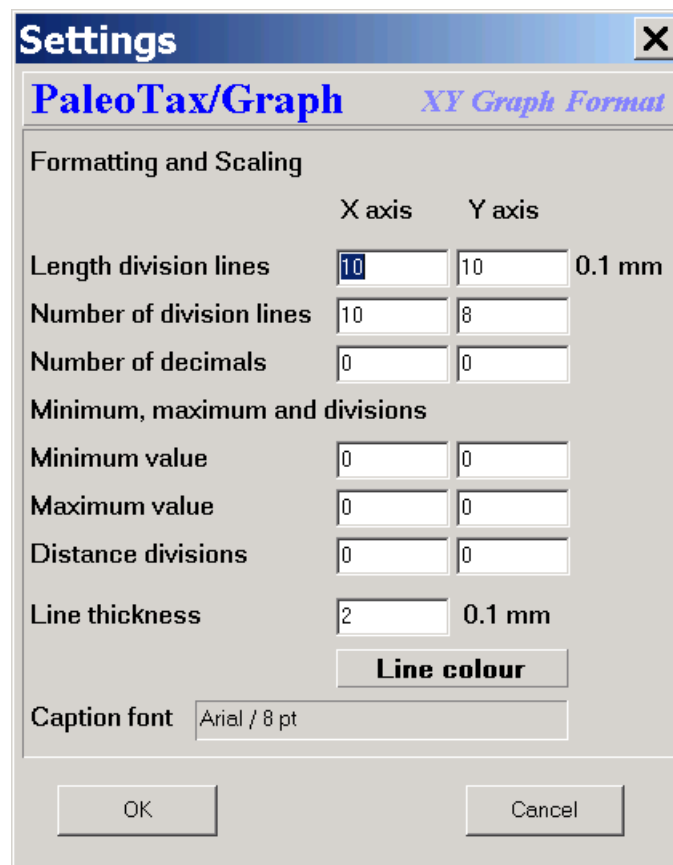 Settings
PaleoTax/Graph XY Graph Format
Formatting and Scaling
X axis Y axis
Length division lines 10 10 0.1 mm
Number of division lines 10 8
Number of decimals 0 0
Minimum, maximum and divisions
Minimum value 0 0
Maximum value 0 0
Distance divisions 0 0
Line thickness 2 0.1 mm
Line colour
Caption font Arial / 8 pt
OK Cancel